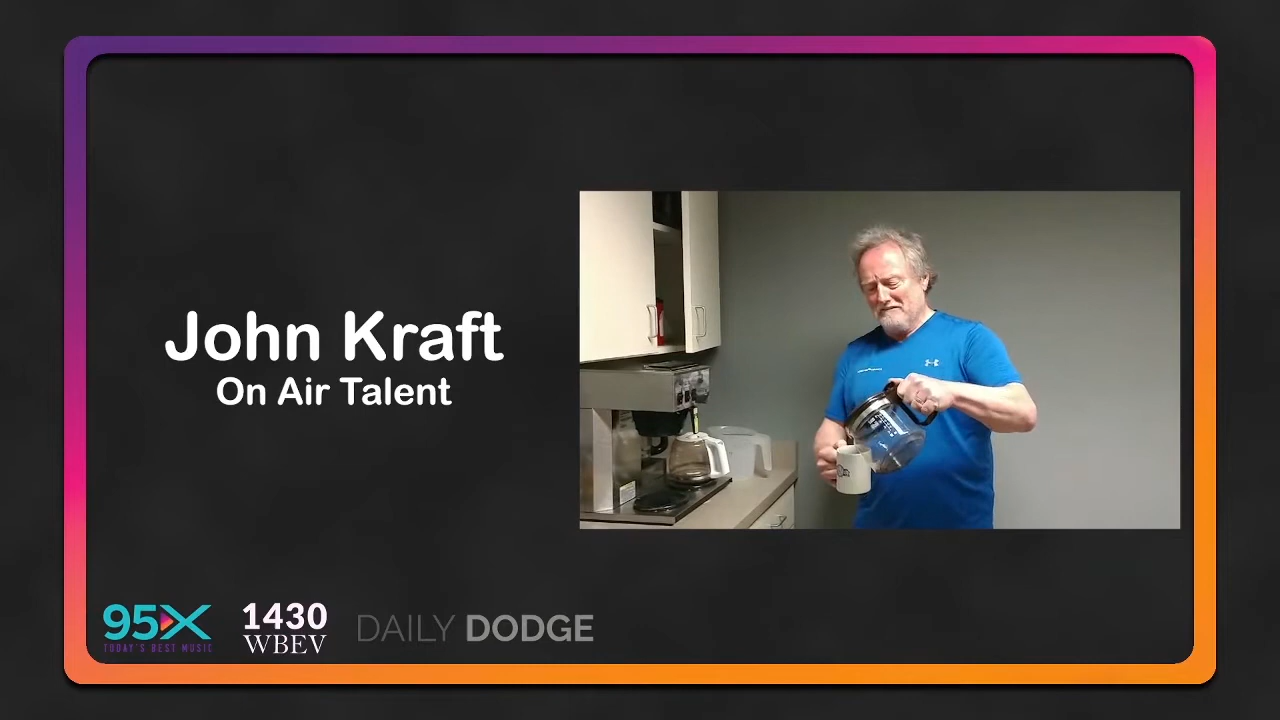 John Kraft
On Air Talent
95X
TODAY'S BEST MUSIC
1430
WBEV
DAILY DODGE